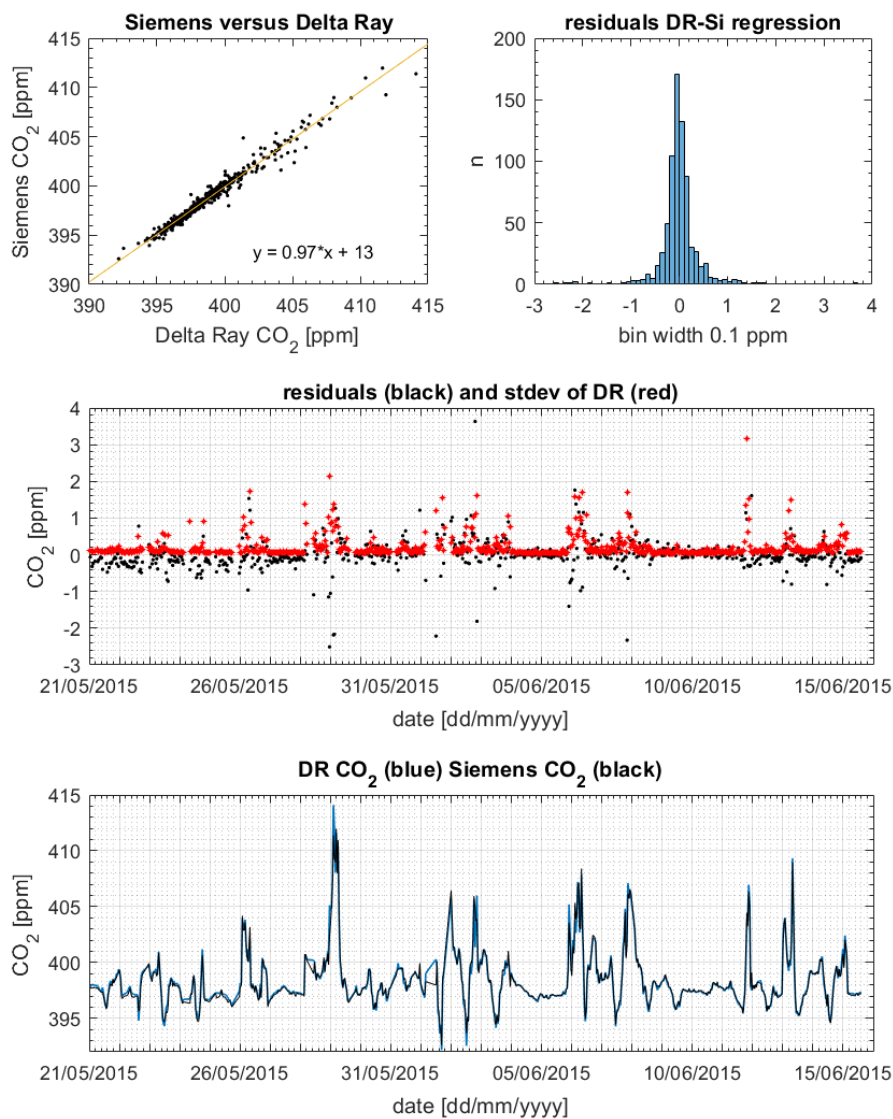 Siemens versus Delta Ray
415
410
405
400
395
390
Siemens CO2 [ppm]
y = 0.97*x + 13
390 395 400 405 410 415
Delta Ray CO2 [ppm]
residuals DR-Si regression
200
150
100
50
0
n
-3 -2 -1 0 1 2 3 4
bin width 0.1 ppm
residuals (black) and stdev of DR (red)
4
3
2
1
0
-1
-2
-3
CO2 [ppm]
21/05/2015 26/05/2015 31/05/2015 05/06/2015 10/06/2015 15/06/2015
date [dd/mm/yyyy]
DR CO2 (blue) Siemens CO2 (black)
415
410
405
400
395
CO2 [ppm]
21/05/2015 26/05/2015 31/05/2015 05/06/2015 10/06/2015 15/06/2015
date [dd/mm/yyyy]